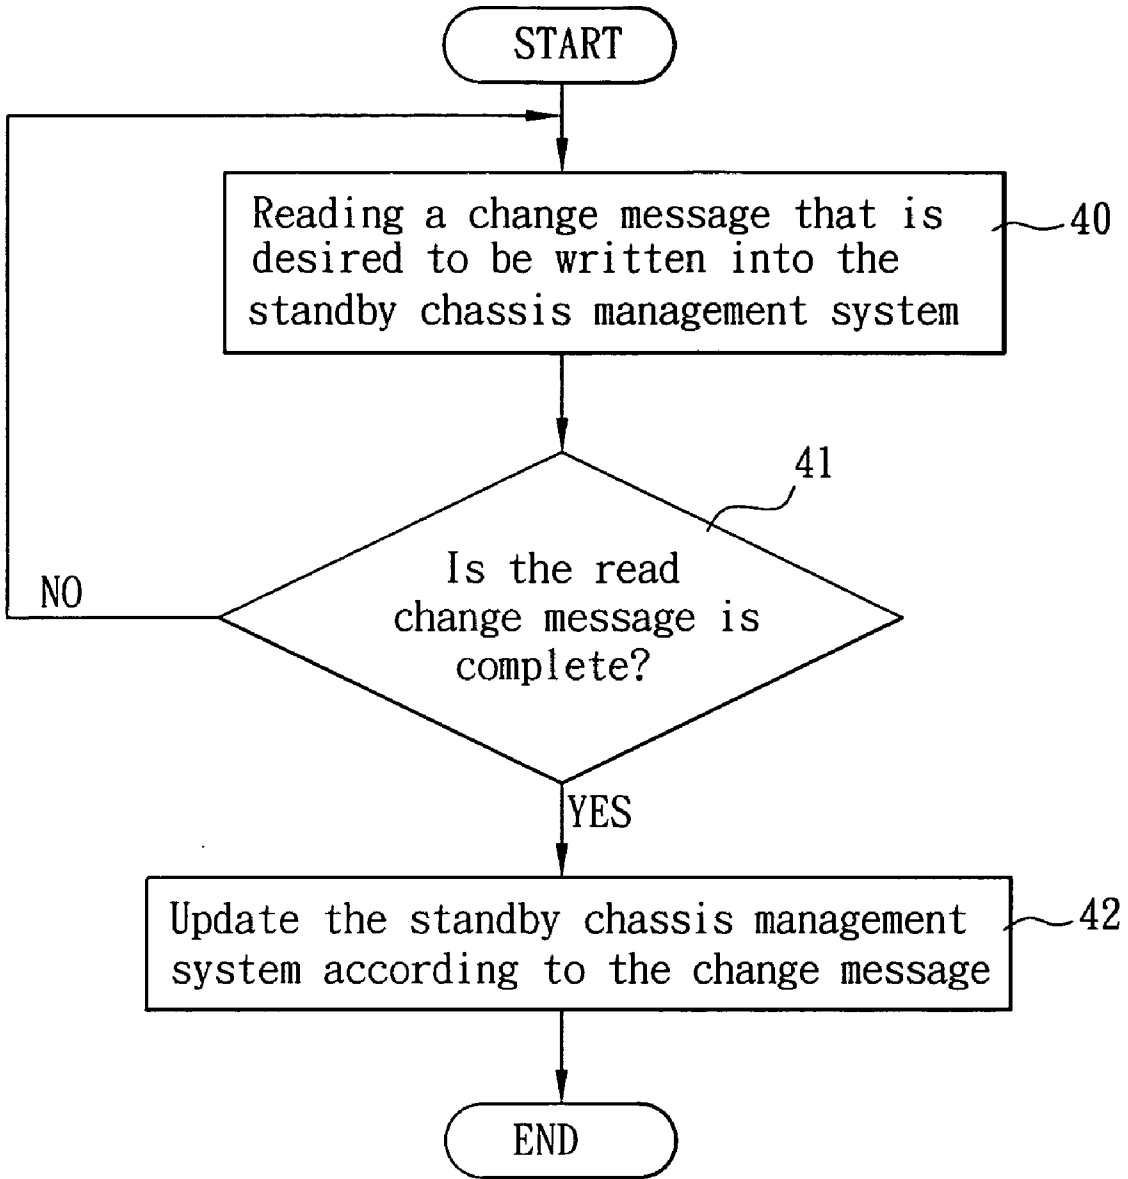 START
Reading a change message that is
desired to be written into the
standby chassis management system
40
41
Is the read
change message is
complete?
NO
YES
Update the standby chassis management
system according to the change message
42
END